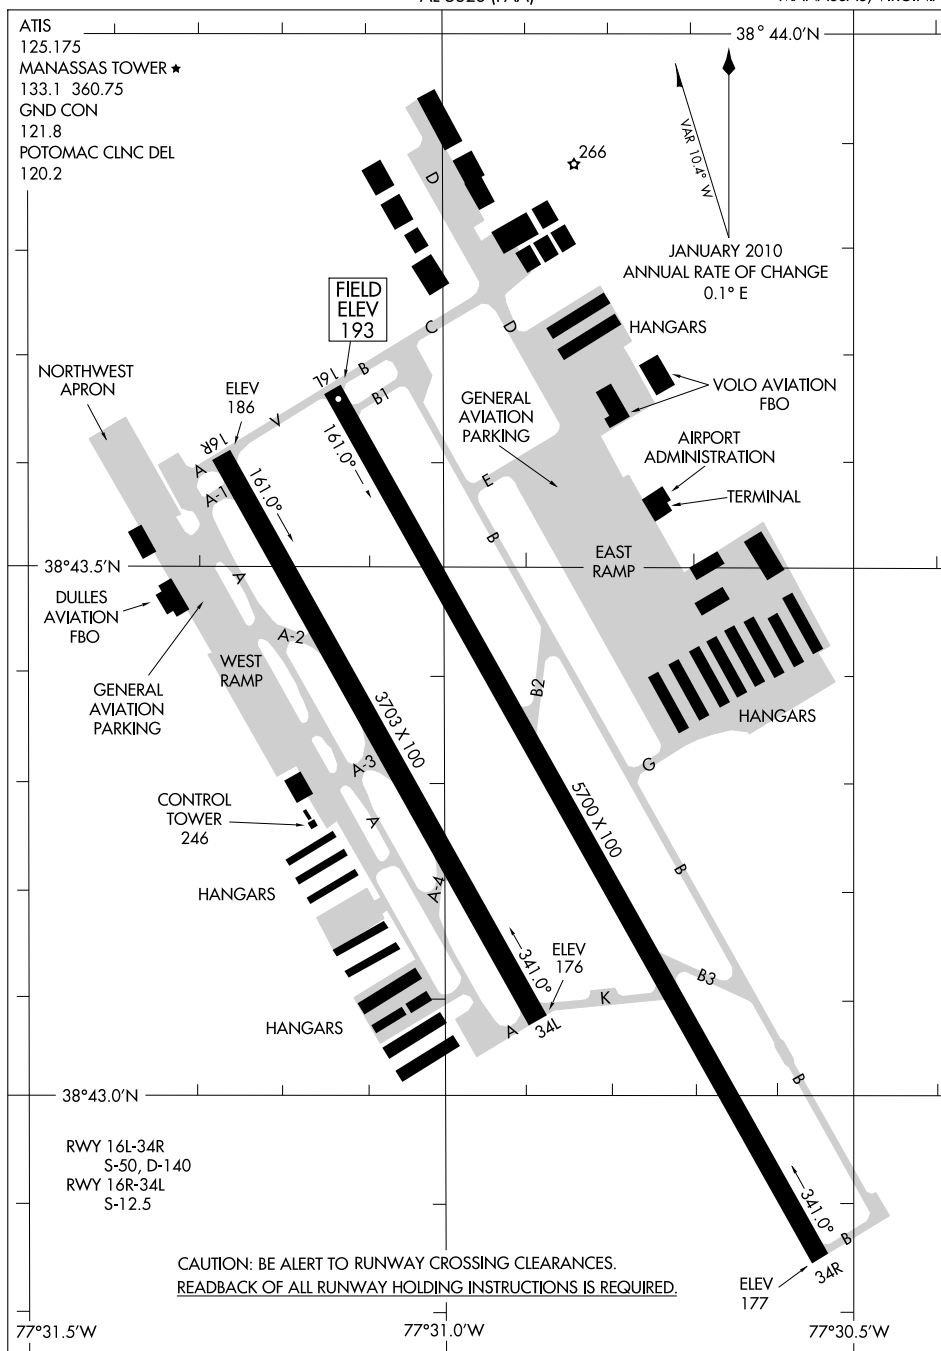 ATIS
125.175
MANASSAS TOWER ★
133.1 360.75
GND CON
121.8
POTOMAC CLNC DEL
120.2
38° 44.0'N
VAR 10.4° W
266
JANUARY 2010
ANNUAL RATE OF CHANGE
0.1° E
D
FIELD
ELEV
193
C
D
HANGARS
NORTHWEST
APRON
ELEV
186
16L
B
B1
GENERAL
AVIATION
PARKING
VOLO AVIATION
FBO
V
16R
161.0°
161.0°
AIRPORT
ADMINISTRATION
TERMINAL
A
A-1
E
B
EAST
RAMP
38°43.5'N
A
DULLES
AVIATION
FBO
A-2
WEST
RAMP
GENERAL
AVIATION
PARKING
B2
HANGARS
3703 X 100
A-3
G
CONTROL
TOWER
246
A
5700 X 100
B
HANGARS
A-4
341.0°
ELEV
176
B3
K
HANGARS
A
34L
B
38°43.0'N
RWY 16L-34R
S-50, D-140
RWY 16R-34L
S-12.5
341.0°
B
34R
CAUTION: BE ALERT TO RUNWAY CROSSING CLEARANCES.
READBACK OF ALL RUNWAY HOLDING INSTRUCTIONS IS REQUIRED.
ELEV
177
77°31.5'W
77°31.0'W
77°30.5'W